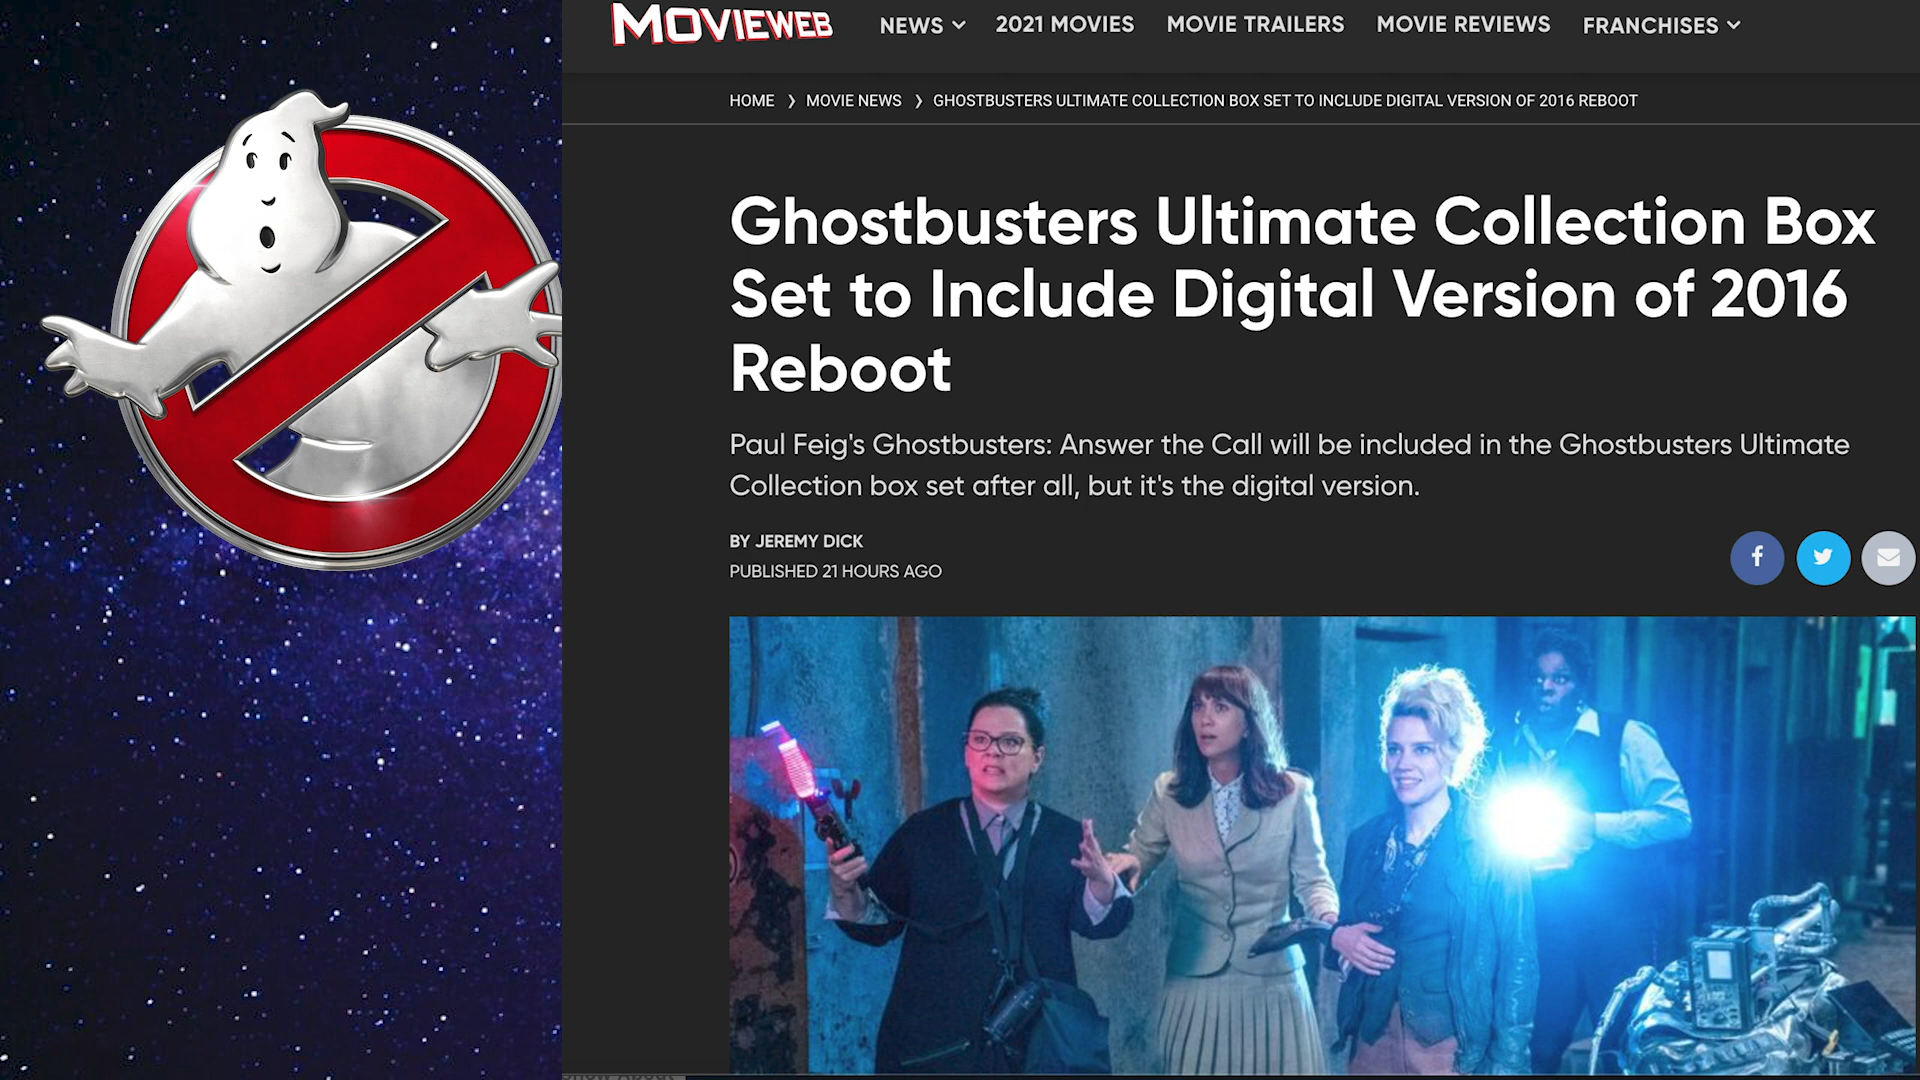 MOVIEWEB
NEWS
2021 MOVIES
MOVIE TRAILERS
MOVIE REVIEWS
FRANCHISES
HOME
MOVIE NEWS
GHOSTBUSTERS ULTIMATE COLLECTION BOX SET TO INCLUDE DIGITAL VERSION OF 2016 REBOOT
Ghostbusters Ultimate Collection Box
Set to Include Digital Version of 2016
Reboot
Paul Feig's Ghostbusters: Answer the Call will be included in the Ghostbusters Ultimate
Collection box set after all, but it's the digital version.
BY JEREMY DICK
PUBLISHED 21 HOURS AGO